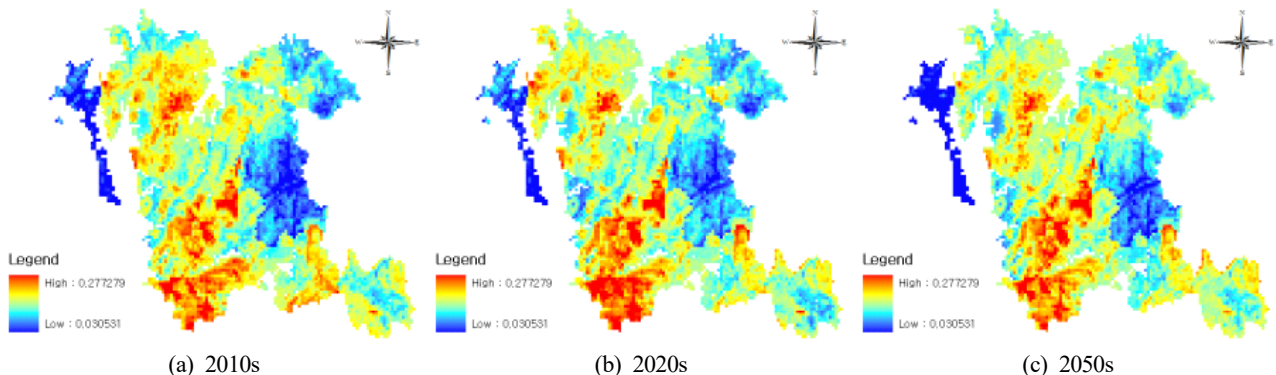 N
W E
S
Legend
High : 0.277279
Low : 0.030531
(a) 2010s
N
W E
S
Legend
High : 0.277279
Low : 0.030531
(b) 2020s
N
W E
S
Legend
High : 0.277279
Low : 0.030531
(c) 2050s